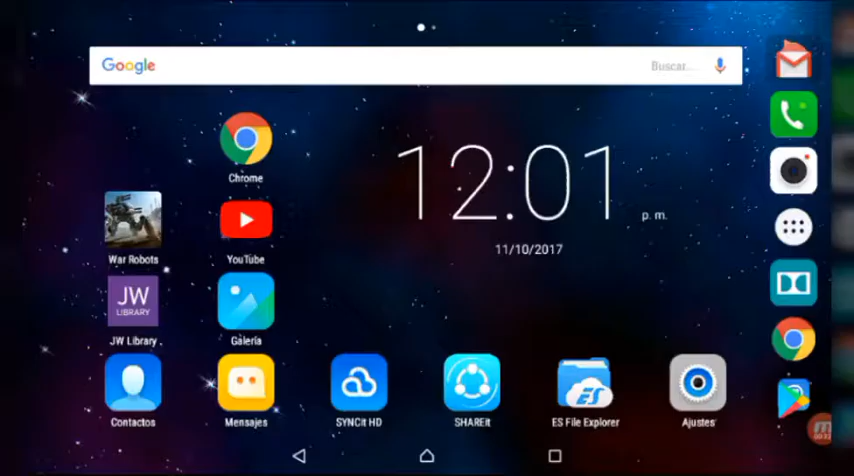 Google
Buscar...
Chrome
12:01
p. m.
11/10/2017
War Robots
YouTube
JW
LIBRARY
JW Library
Galería
Contactos
Mensajes
SYNCit HD
SHAREit
ES
ES File Explorer
Ajustes